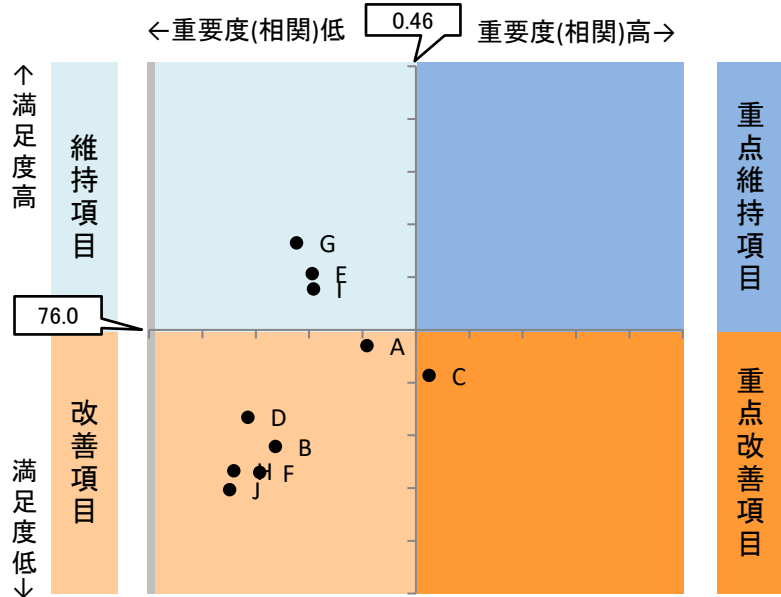 ←重要度(相関)低
0.46
重要度(相関)高→
↑満足度高
維持項目
重点維持項目
G
E
I
76.0
A
C
改善項目
重点改善項目
D
B
H
F
J
満足度低↓